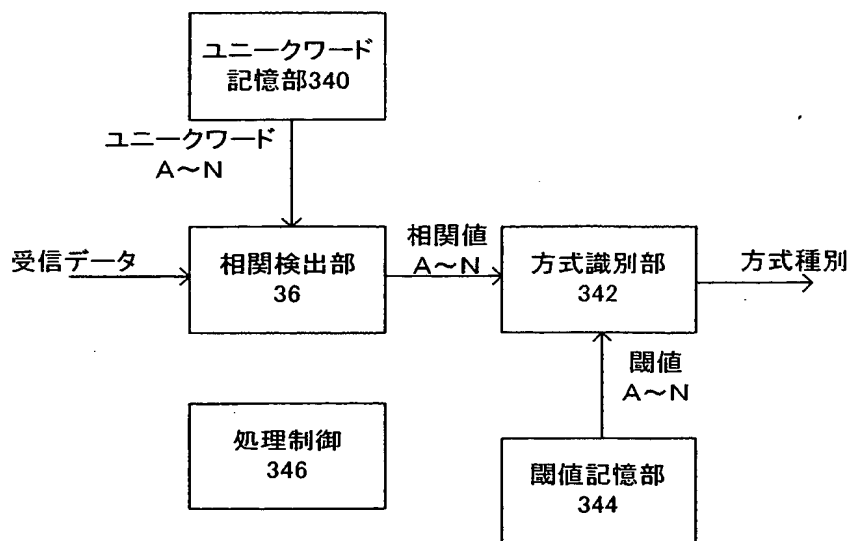 ユニークワード
記憶部340
ユニークワード
A～N
受信データ
相関検出部
36
相関値
A～N
方式識別部
342
方式種別
閾値
A～N
処理制御
346
閾値記憶部
344